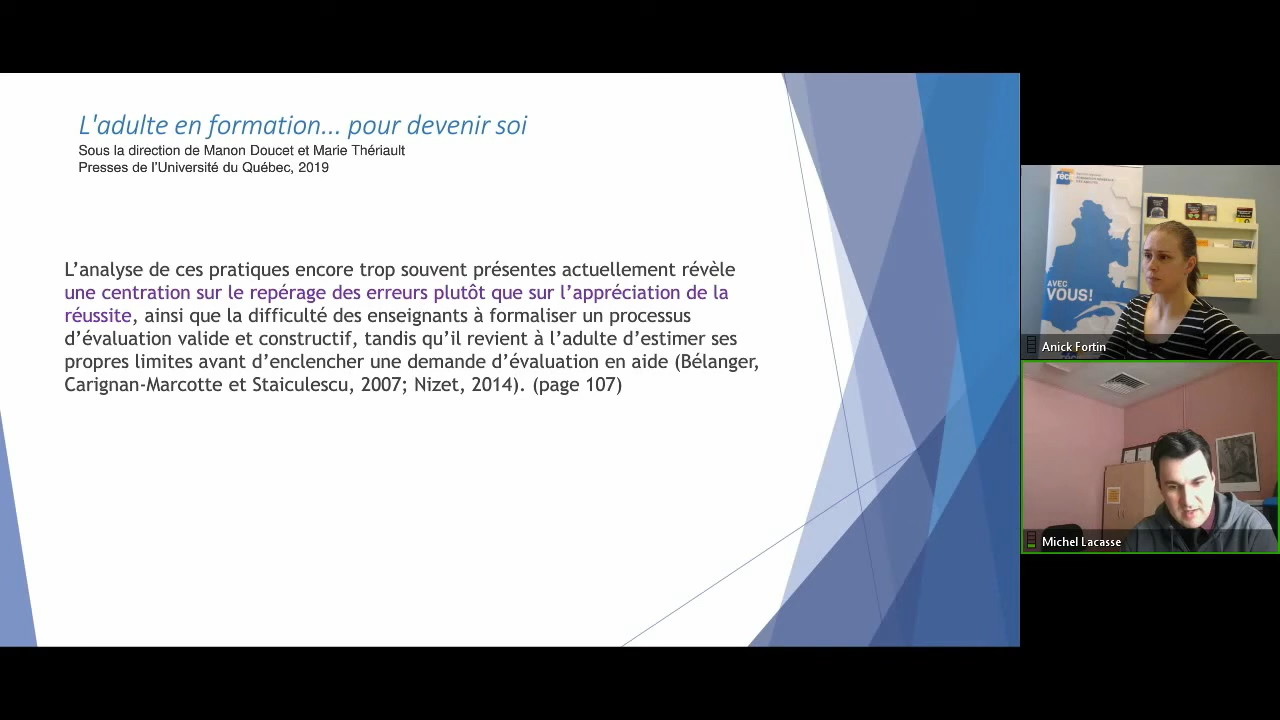 L'adulte en formation... pour devenir soi
Sous la direction de Manon Doucet et Marie Thériault
Presses de l'Université du Québec, 2019
L’analyse de ces pratiques encore trop souvent présentes actuellement révèle
une centration sur le repérage des erreurs plutôt que sur l’appréciation de la
réussite, ainsi que la difficulté des enseignants à formaliser un processus
d’évaluation valide et constructif, tandis qu’il revient à l’adulte d’estimer ses
propres limites avant d’enclencher une demande d’évaluation en aide (Bélanger,
Carignan-Marcotte et Staiculescu, 2007; Nizet, 2014). (page 107)
AVEC
VOUS!
Anick Fortin
Michel Lacasse